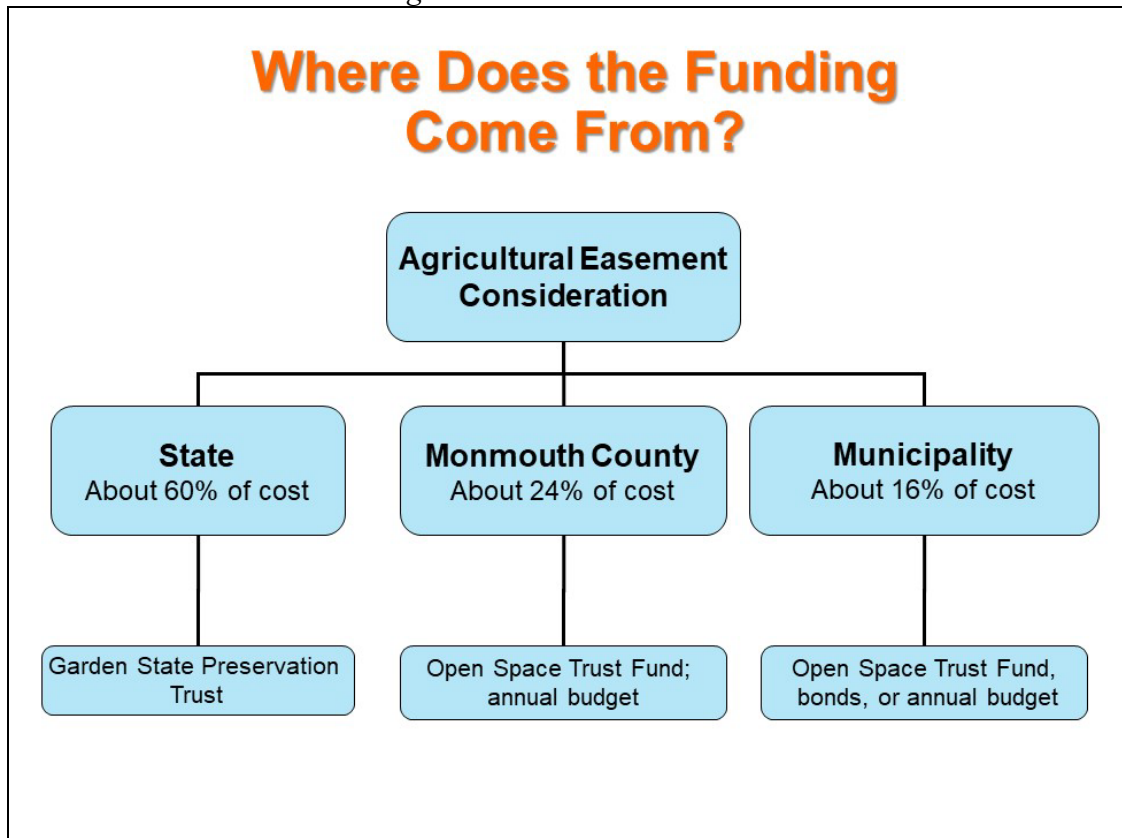 Where Does the Funding
Come From?
Agricultural Easement
Consideration
State
About 60% of cost
Monmouth County
About 24% of cost
Municipality
About 16% of cost
Garden State Preservation
Trust
Open Space Trust Fund;
annual budget
Open Space Trust Fund,
bonds, or annual budget